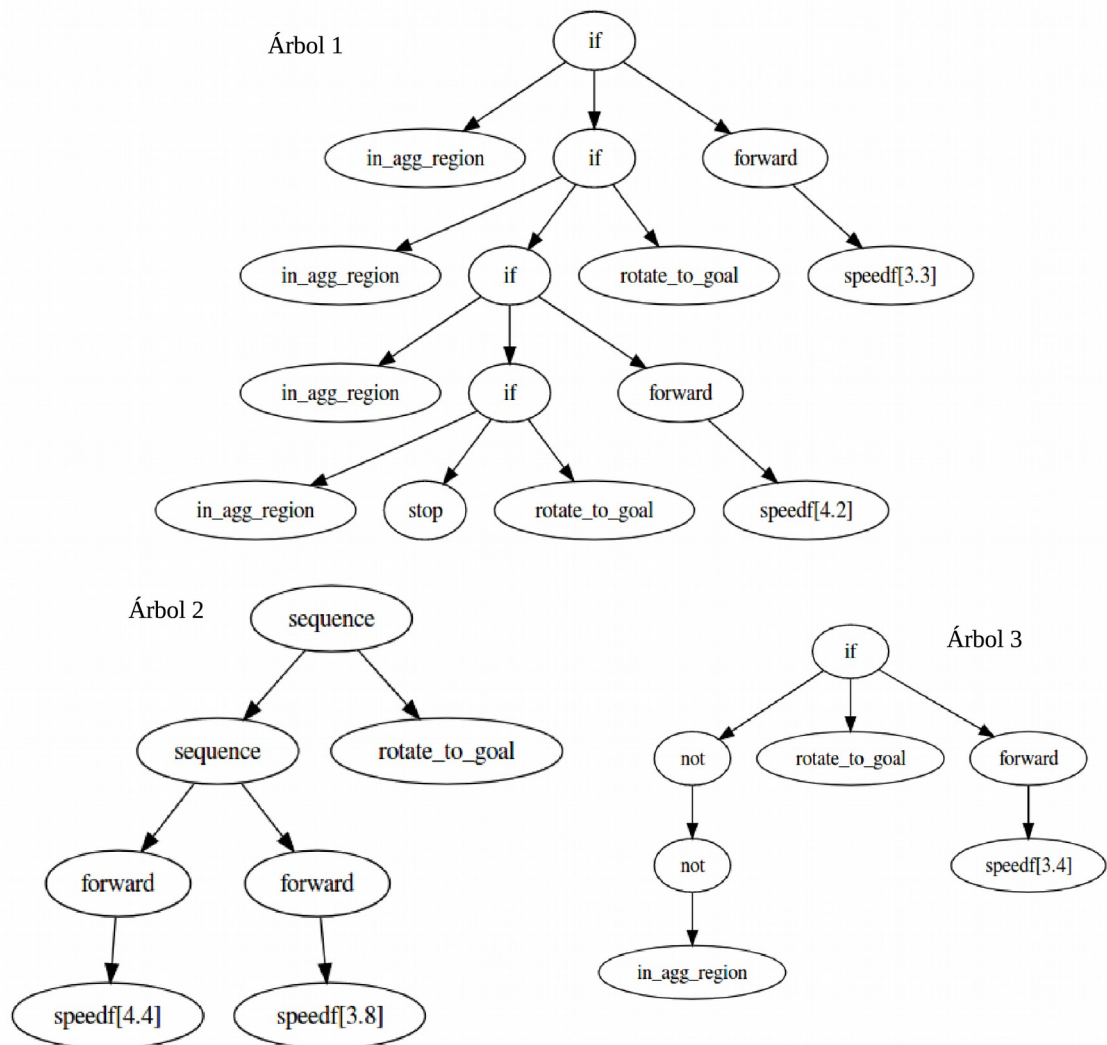 Árbol 1
if
in_agg_region
if
forward
in_agg_region
if
rotate_to_goal
speedf[3.3]
in_agg_region
if
forward
in_agg_region
stop
rotate_to_goal
speedf[4.2]
Árbol 2
sequence
sequence
rotate_to_goal
forward
forward
speedf[4.4]
speedf[3.8]
Árbol 3
if
not
rotate_to_goal
forward
not
speedf[3.4]
in_agg_region